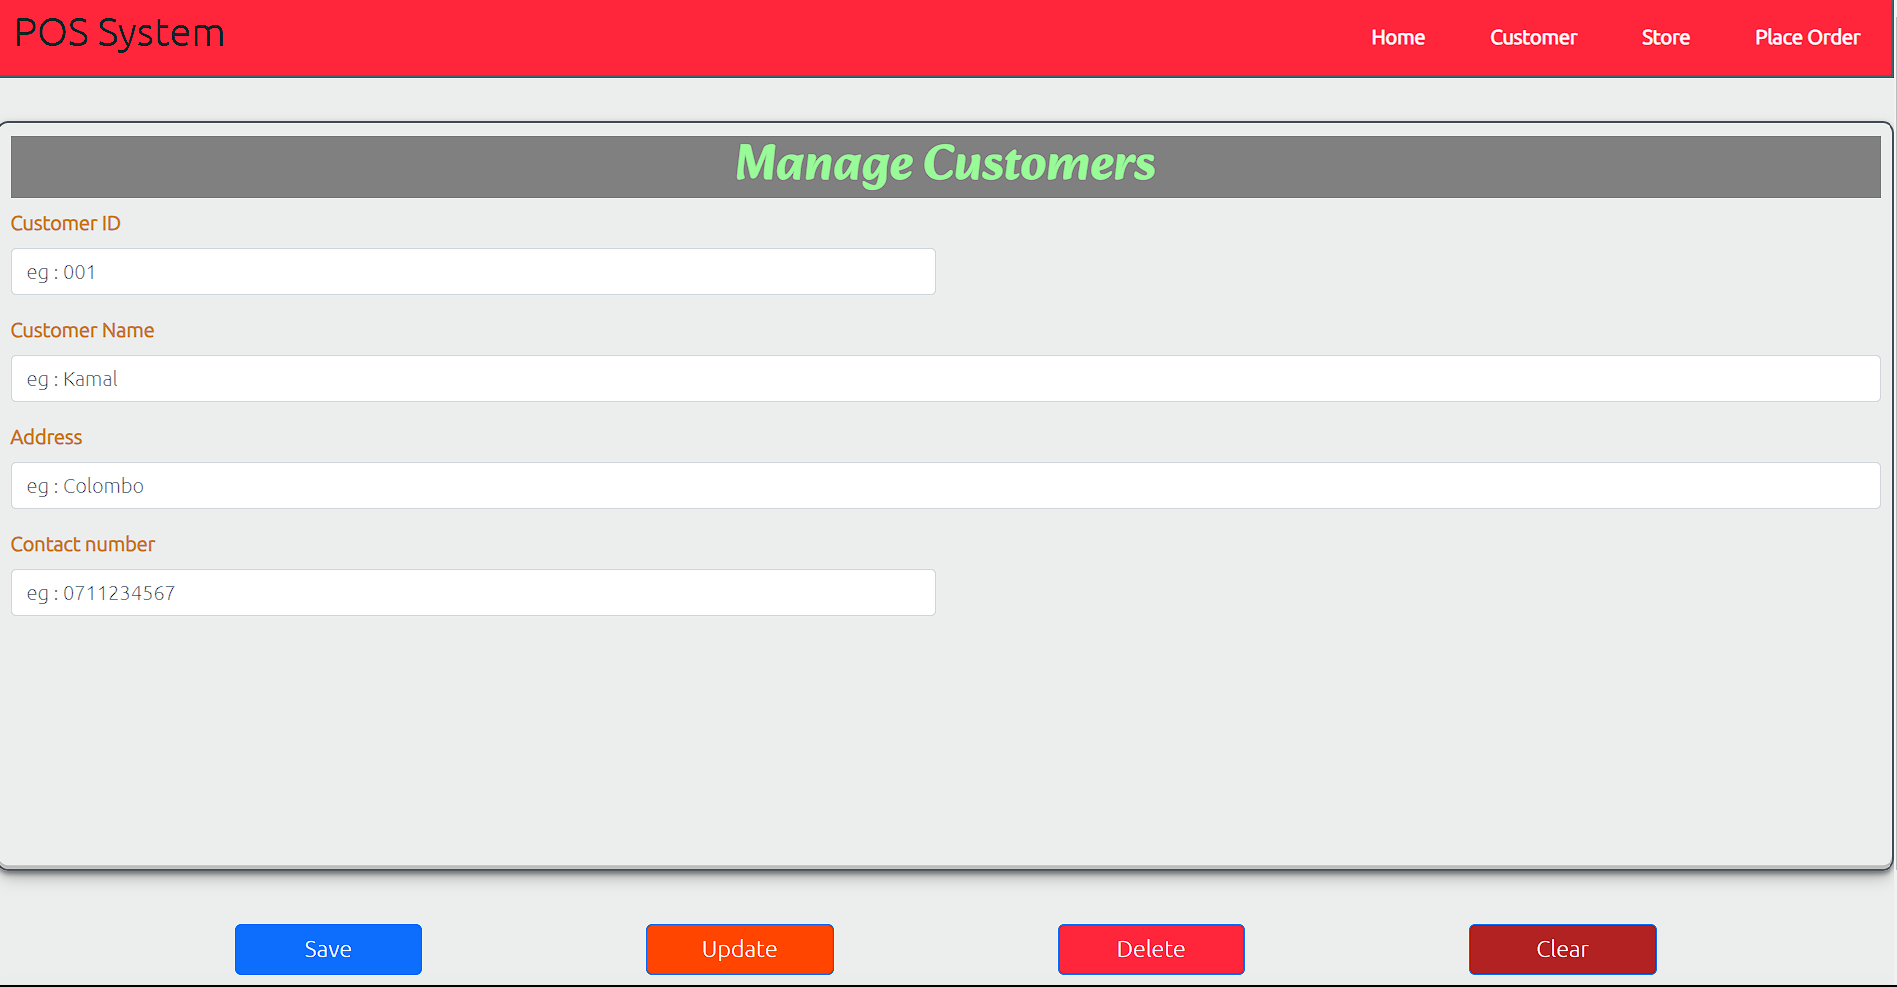 POS System
Home Customer Store Place Order
Manage Customers
Customer ID
eg : 001
Customer Name
eg : Kamal
Address
eg : Colombo
Contact number
eg : 0711234567
Save Update Delete Clear